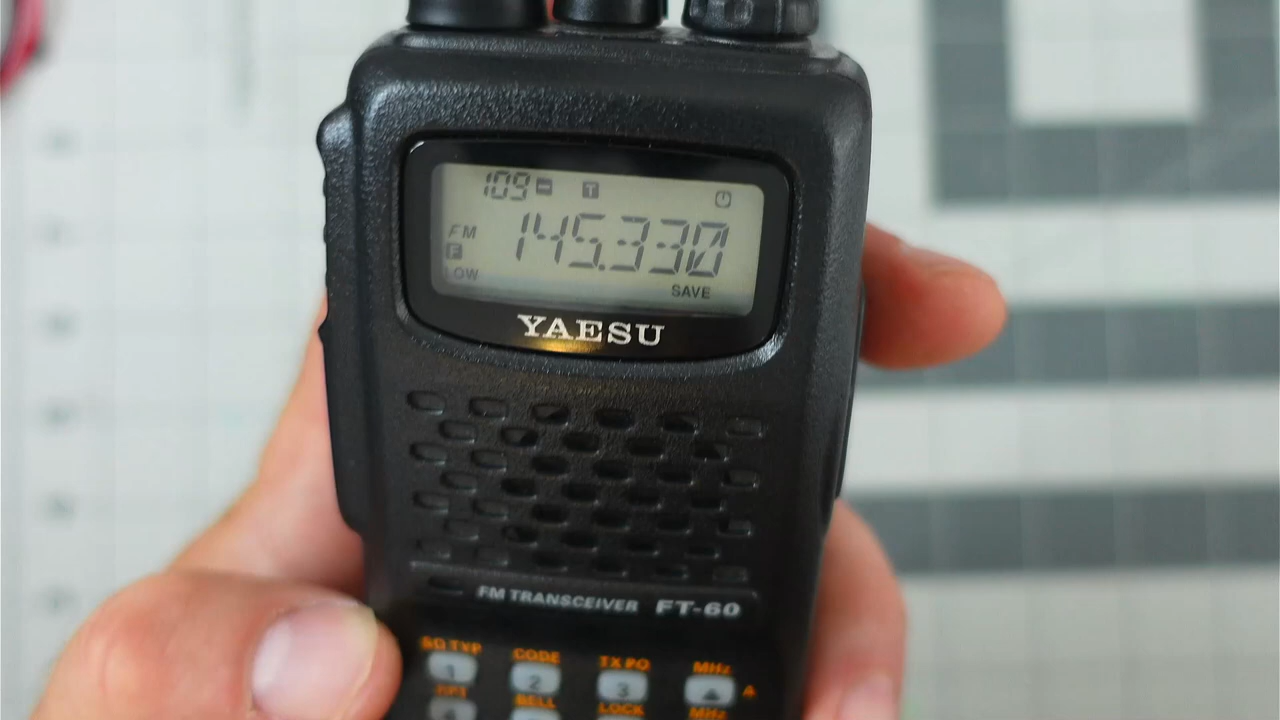 109 - T
FM 145.330
F
LOW
SAVE
YAESU
FM TRANSCEIVER FT-60
SQ TYP CODE TX PO MHz
1 2 3 ▲ 4
BELL LOCK MHz